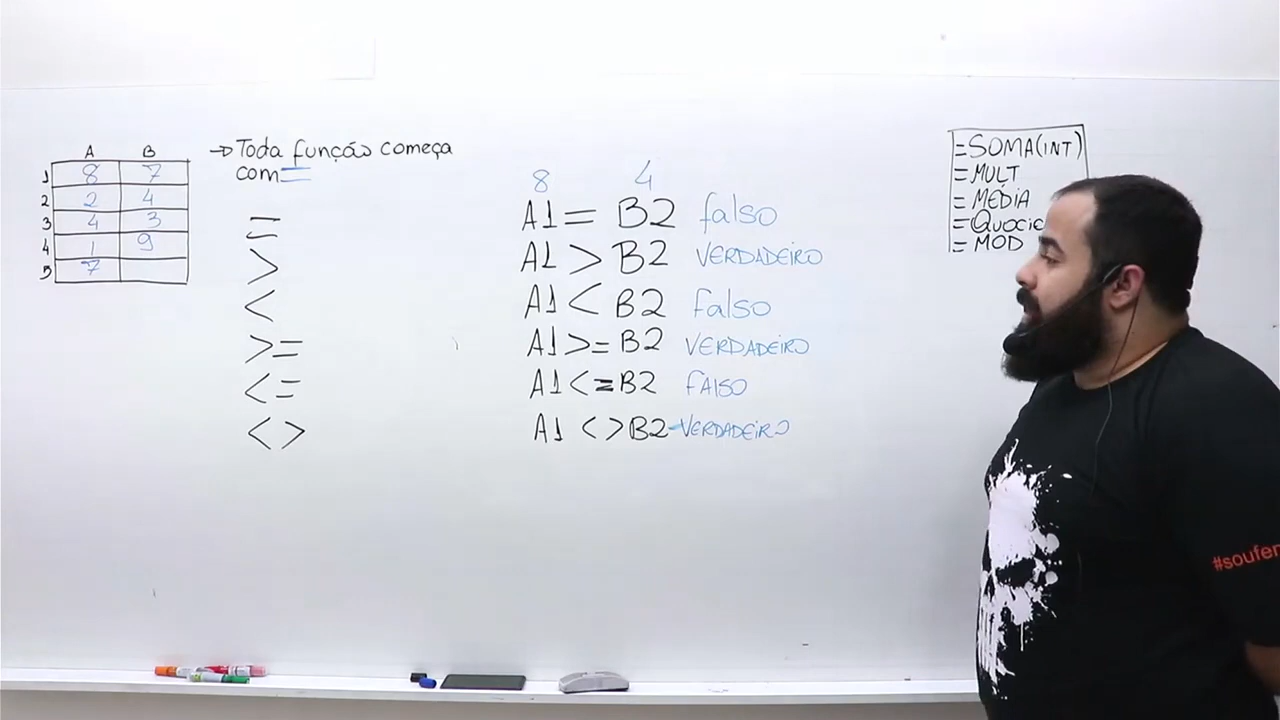 A B
→ Toda função começa
com =
1 8 7
2 2 4
3 4 3
4 1 9
5 7
=
>
<
>=
<=
<>
8 4
A1 = B2 falso
A1 > B2 VERDADEIRO
A1 < B2 falso
A1 >= B2 VERDADEIRO
A1 <= B2 FALSO
A1 <> B2 - VERDADEIRO
=SOMA(INT)
= MULT
= MÉDIA
= Quocie
= MOD
#soufer